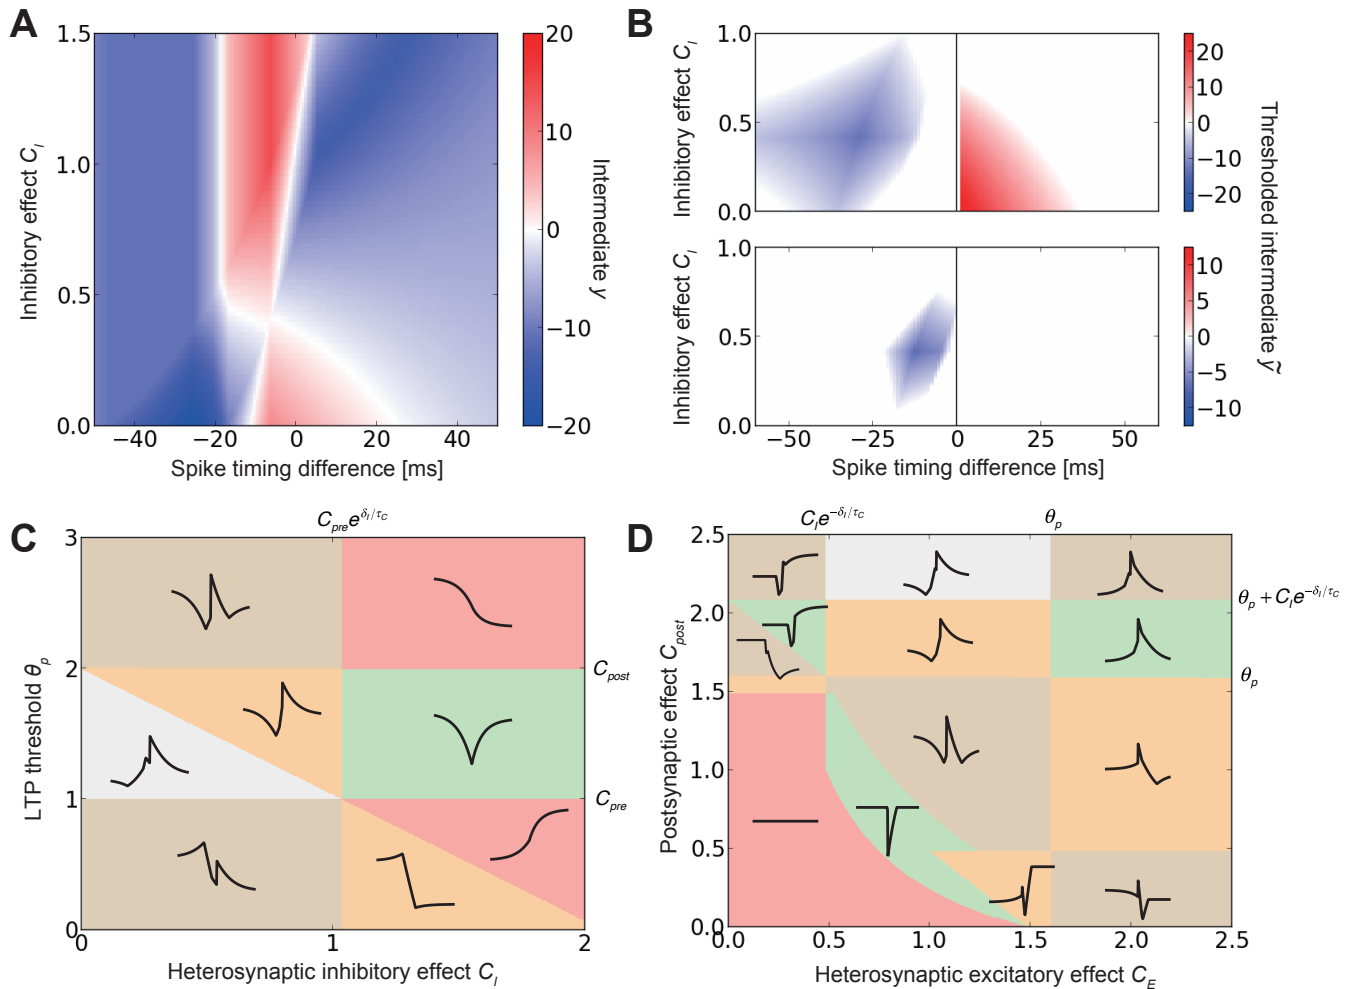 A
1.5
1.0
0.5
0.0
Inhibitory effect C_I
−40
−20
0
20
40
Spike timing difference [ms]
20
10
0
−10
−20
Intermediate y
B
1.0
0.5
0.0
Inhibitory effect C_I
1.0
0.5
0.0
Inhibitory effect C_I
−50
−25
0
25
50
Spike timing difference [ms]
20
10
0
−10
−20
10
5
0
−5
−10
Thresholded intermediate ỹ
C
C_pre e^{δ_I/τ_C}
3
2
1
0
LTP threshold θ_p
C_post
C_pre
0
1
2
Heterosynaptic inhibitory effect C_I
D
C_I e^{−δ_I/τ_C}
θ_p
2.5
2.0
1.5
1.0
0.5
0.0
Postsynaptic effect C_post
θ_p + C_I e^{−δ_I/τ_C}
θ_p
0.0
0.5
1.0
1.5
2.0
2.5
Heterosynaptic excitatory effect C_E